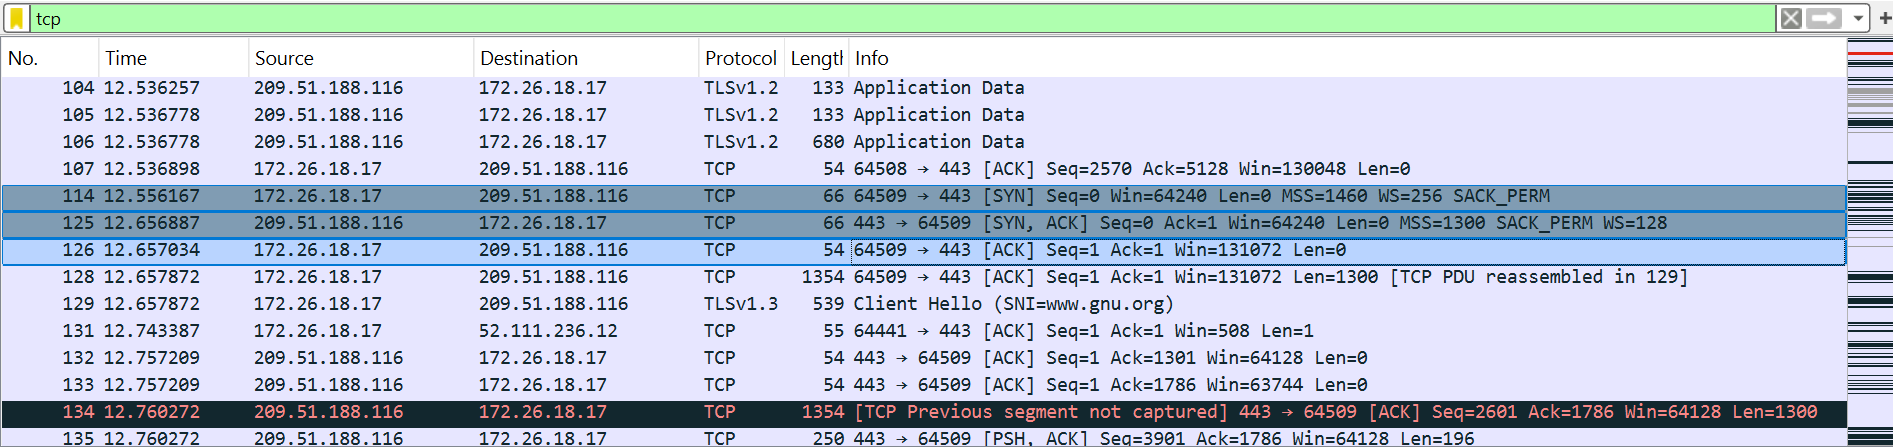 tcp
No. Time Source Destination Protocol Lengtl Info
104 12.536257 209.51.188.116 172.26.18.17 TLSv1.2 133 Application Data
105 12.536778 209.51.188.116 172.26.18.17 TLSv1.2 133 Application Data
106 12.536778 209.51.188.116 172.26.18.17 TLSv1.2 680 Application Data
107 12.536898 172.26.18.17 209.51.188.116 TCP 54 64508 → 443 [ACK] Seq=2570 Ack=5128 Win=130048 Len=0
114 12.556167 172.26.18.17 209.51.188.116 TCP 66 64509 → 443 [SYN] Seq=0 Win=64240 Len=0 MSS=1460 WS=256 SACK_PERM
125 12.656887 209.51.188.116 172.26.18.17 TCP 66 443 → 64509 [SYN, ACK] Seq=0 Ack=1 Win=64240 Len=0 MSS=1300 SACK_PERM WS=128
126 12.657034 172.26.18.17 209.51.188.116 TCP 54 64509 → 443 [ACK] Seq=1 Ack=1 Win=131072 Len=0
128 12.657872 172.26.18.17 209.51.188.116 TCP 1354 64509 → 443 [ACK] Seq=1 Ack=1 Win=131072 Len=1300 [TCP PDU reassembled in 129]
129 12.657872 172.26.18.17 209.51.188.116 TLSv1.3 539 Client Hello (SNI=www.gnu.org)
131 12.743387 172.26.18.17 52.111.236.12 TCP 55 64441 → 443 [ACK] Seq=1 Ack=1 Win=508 Len=1
132 12.757209 209.51.188.116 172.26.18.17 TCP 54 443 → 64509 [ACK] Seq=1 Ack=1301 Win=64128 Len=0
133 12.757209 209.51.188.116 172.26.18.17 TCP 54 443 → 64509 [ACK] Seq=1 Ack=1786 Win=63744 Len=0
134 12.760272 209.51.188.116 172.26.18.17 TCP 1354 [TCP Previous segment not captured] 443 → 64509 [ACK] Seq=2601 Ack=1786 Win=64128 Len=1300
135 12.760272 209.51.188.116 172.26.18.17 TCP 250 443 → 64509 [PSH, ACK] Seq=3901 Ack=1786 Win=64128 Len=196